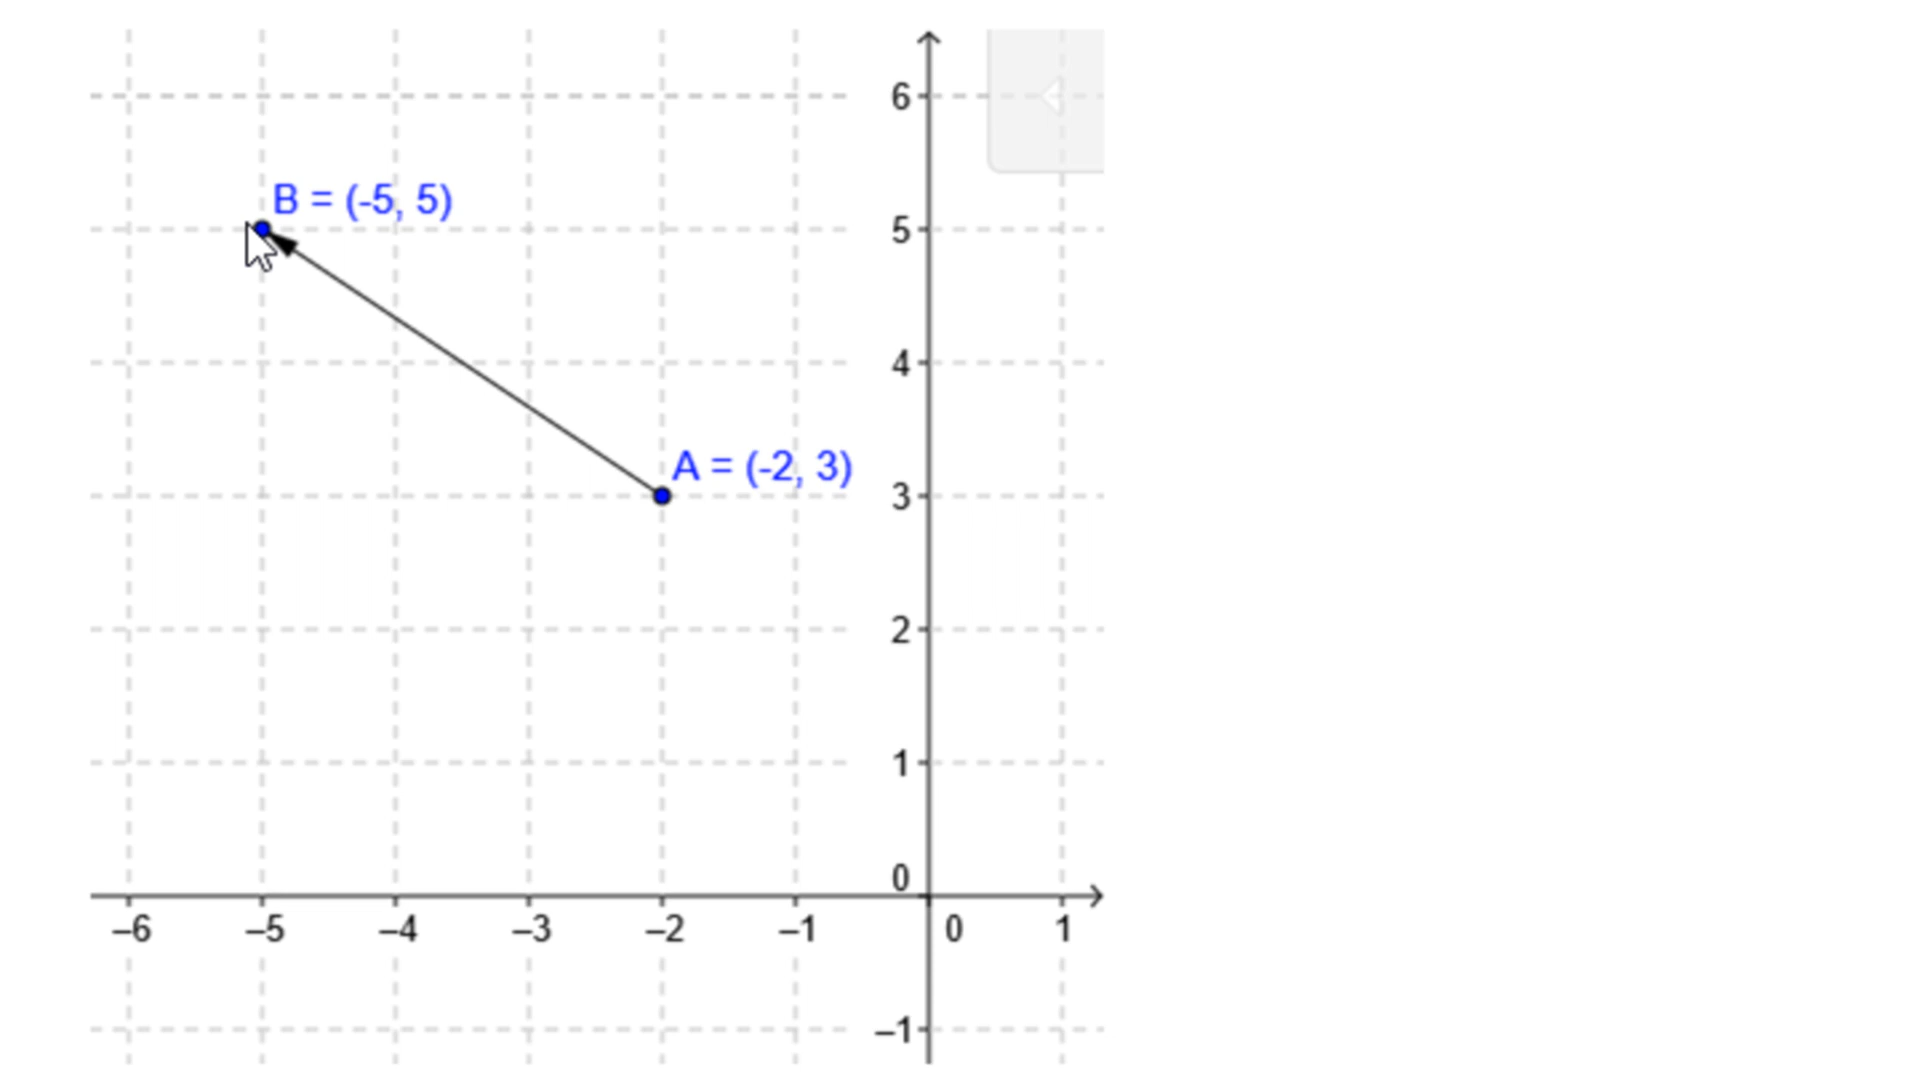 6
B = (-5, 5)
5
4
A = (-2, 3)
3
2
1
0
–6 –5 –4 –3 –2 –1 0 1
–1